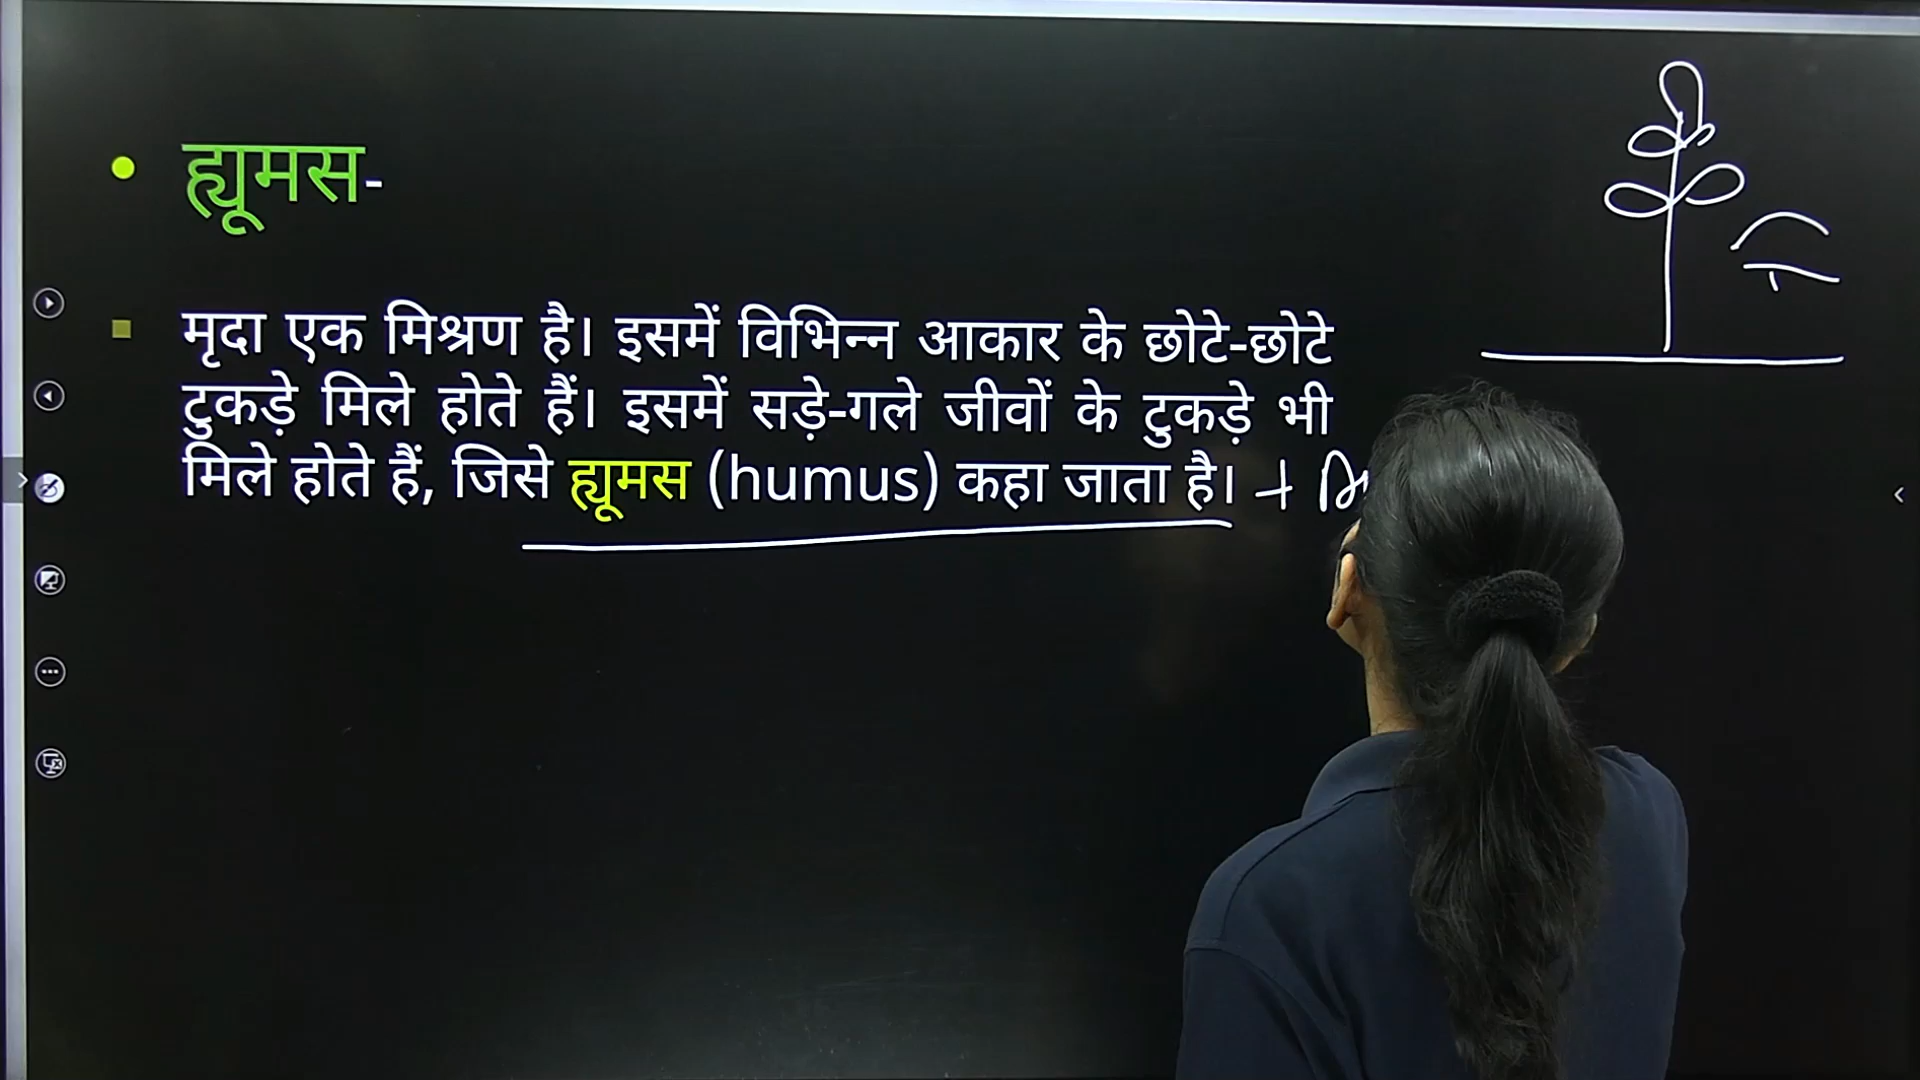 ह्यूमस-
मृदा एक मिश्रण है। इसमें विभिन्न आकार के छोटे-छोटे
टुकड़े मिले होते हैं। इसमें सड़े-गले जीवों के टुकड़े भी
मिले होते हैं, जिसे ह्यूमस (humus) कहा जाता है। +